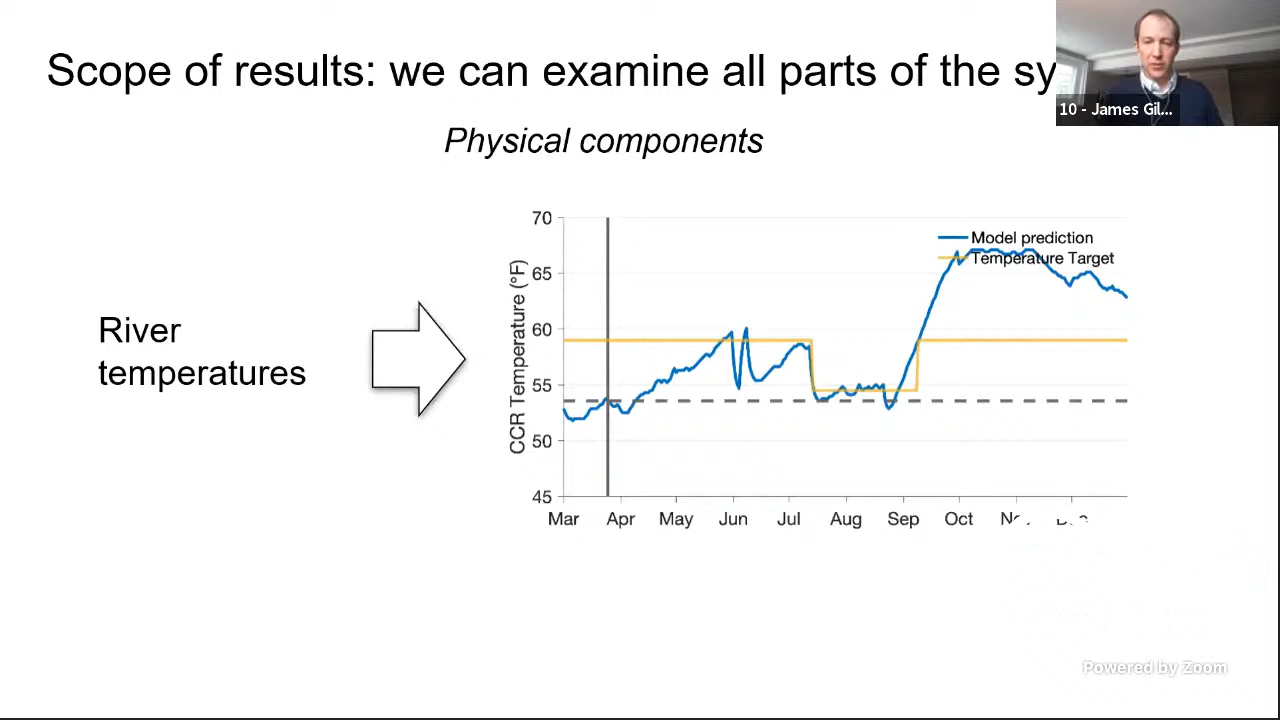 Scope of results: we can examine all parts of the sy
10 - James Gil...
Physical components
River
temperatures
CCR Temperature (°F)
70
65
60
55
50
45
Model prediction
Temperature Target
Mar Apr May Jun Jul Aug Sep Oct
Powered by Zoom